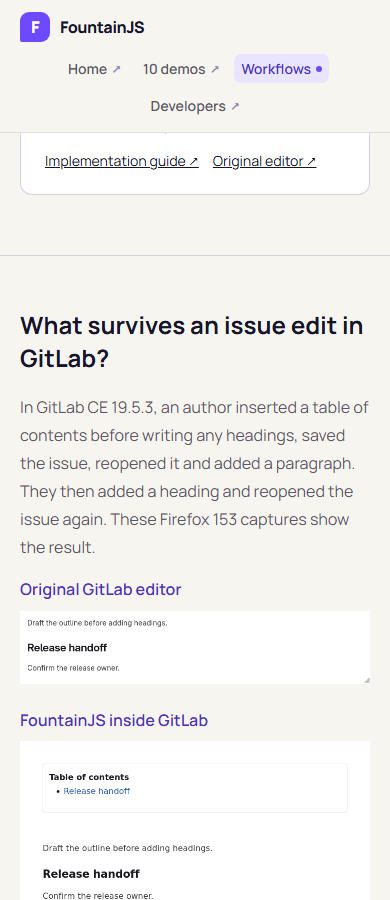 F FountainJS
Home ↗ 10 demos ↗ Workflows
Developers ↗
Implementation guide ↗ Original editor ↗
What survives an issue edit in
GitLab?
In GitLab CE 19.5.3, an author inserted a table of
contents before writing any headings, saved
the issue, reopened it and added a paragraph.
They then added a heading and reopened the
issue again. These Firefox 153 captures show
the result.
Original GitLab editor
Draft the outline before adding headings.
Release handoff
Confirm the release owner.
FountainJS inside GitLab
Table of contents
• Release handoff
Draft the outline before adding headings.
Release handoff
Confirm the release owner.